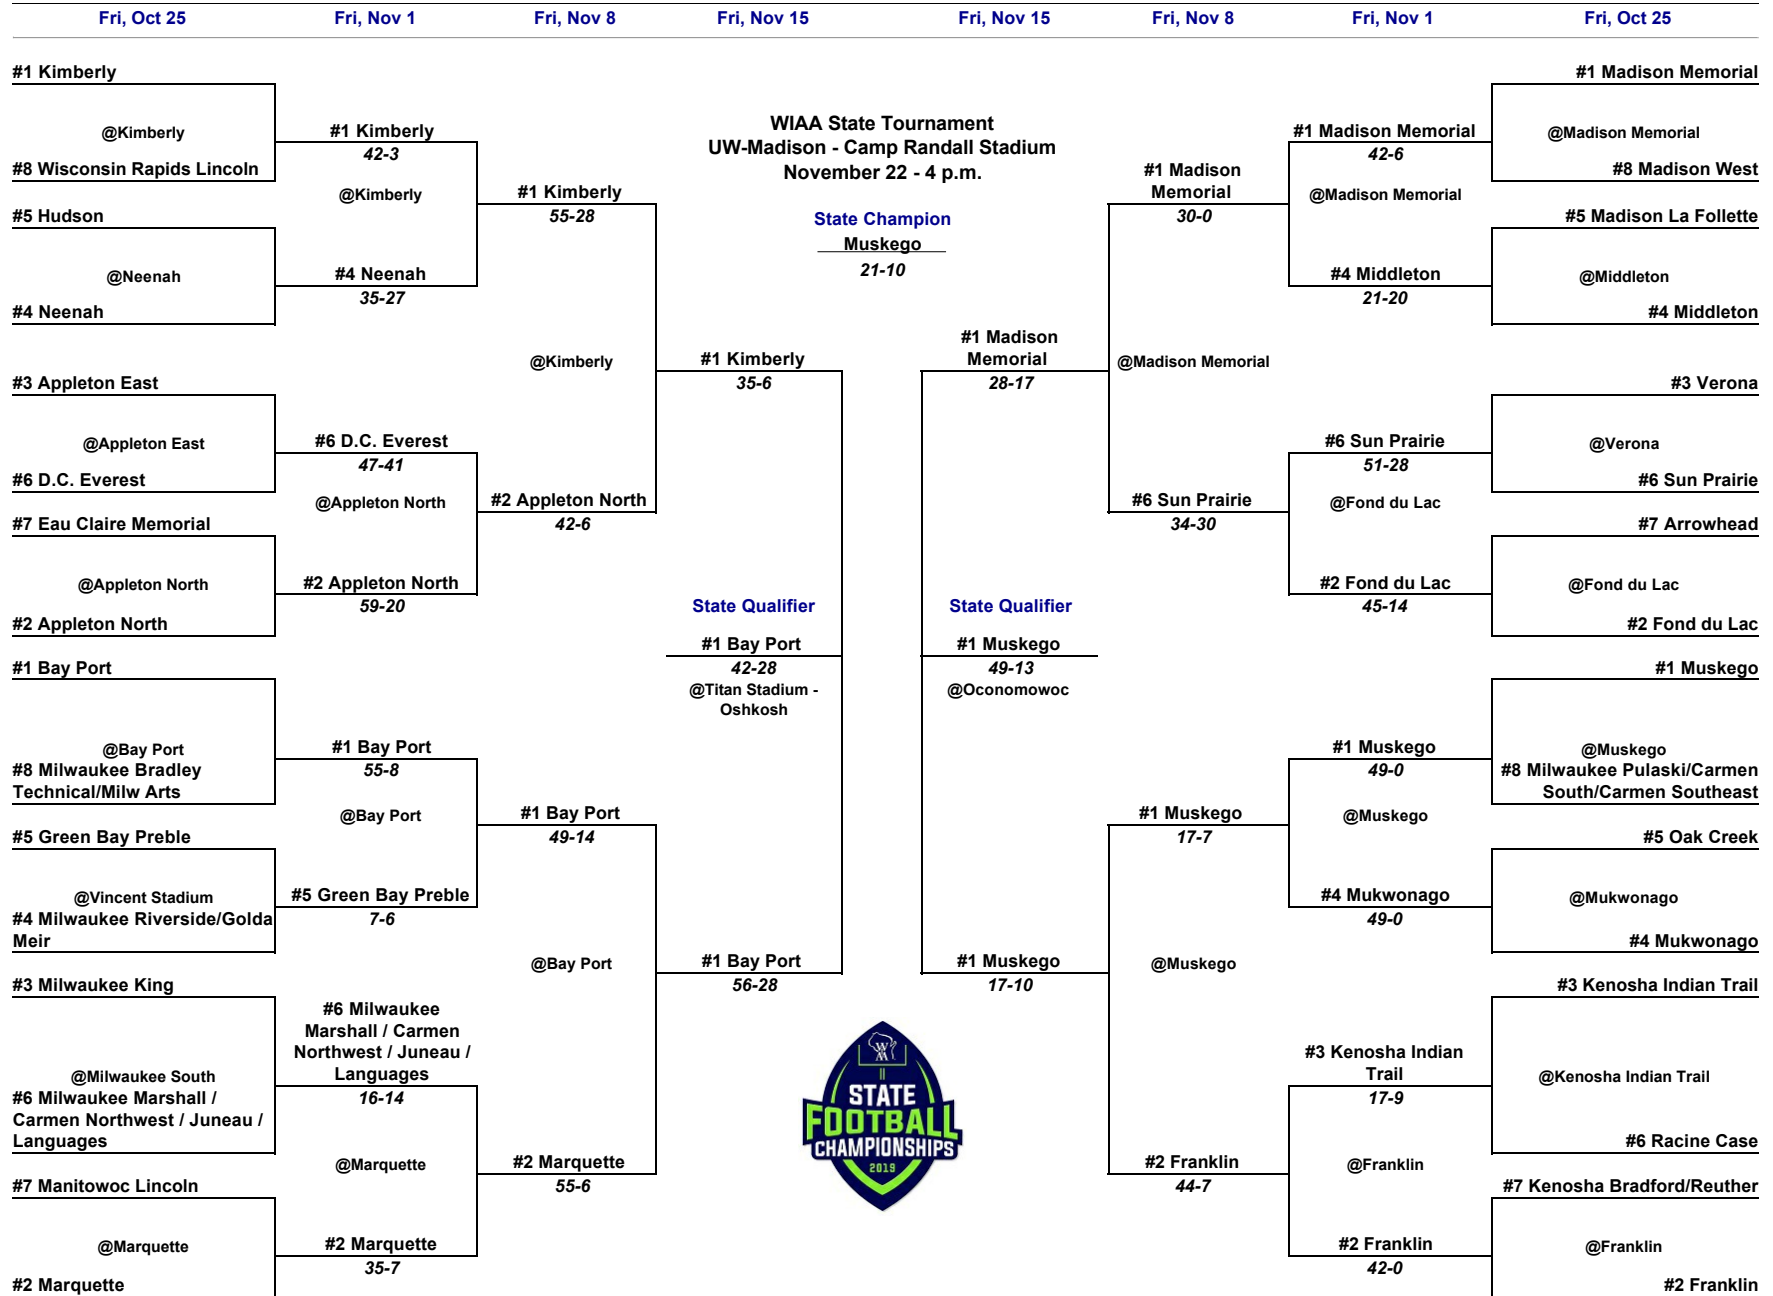 Fri, Oct 25 Fri, Nov 1 Fri, Nov 8 Fri, Nov 15 Fri, Nov 15 Fri, Nov 8 Fri, Nov 1 Fri, Oct 25
#1 Kimberly
@Kimberly
#8 Wisconsin Rapids Lincoln
#5 Hudson
@Neenah
#4 Neenah
#3 Appleton East
@Appleton East
#6 D.C. Everest
#7 Eau Claire Memorial
@Appleton North
#2 Appleton North
#1 Bay Port
@Bay Port
#8 Milwaukee Bradley
Technical/Milw Arts
#5 Green Bay Preble
@Vincent Stadium
#4 Milwaukee Riverside/Golda
Meir
#3 Milwaukee King
@Milwaukee South
#6 Milwaukee Marshall /
Carmen Northwest / Juneau /
Languages
#7 Manitowoc Lincoln
@Marquette
#2 Marquette
#1 Kimberly
42-3
@Kimberly
#4 Neenah
35-27
#6 D.C. Everest
47-41
@Appleton North
#2 Appleton North
59-20
#1 Bay Port
55-8
@Bay Port
#5 Green Bay Preble
7-6
#6 Milwaukee
Marshall / Carmen
Northwest / Juneau /
Languages
16-14
@Marquette
#2 Marquette
35-7
#1 Kimberly
55-28
@Kimberly
#2 Appleton North
42-6
#1 Bay Port
49-14
@Bay Port
#2 Marquette
55-6
#1 Kimberly
35-6
State Qualifier
#1 Bay Port
42-28
@Titan Stadium -
Oshkosh
#1 Bay Port
56-28
WIAA State Tournament
UW-Madison - Camp Randall Stadium
November 22 - 4 p.m.
State Champion
Muskego
21-10
WIAA
STATE
FOOTBALL
CHAMPIONSHIPS
2019
#1 Madison
Memorial
28-17
State Qualifier
#1 Muskego
49-13
@Oconomowoc
#1 Muskego
17-10
#1 Madison
Memorial
30-0
@Madison Memorial
#6 Sun Prairie
34-30
#1 Muskego
17-7
@Muskego
#2 Franklin
44-7
#1 Madison Memorial
42-6
@Madison Memorial
#4 Middleton
21-20
#6 Sun Prairie
51-28
@Fond du Lac
#2 Fond du Lac
45-14
#1 Muskego
49-0
@Muskego
#4 Mukwonago
49-0
#3 Kenosha Indian
Trail
17-9
@Franklin
#2 Franklin
42-0
#1 Madison Memorial
@Madison Memorial
#8 Madison West
#5 Madison La Follette
@Middleton
#4 Middleton
#3 Verona
@Verona
#6 Sun Prairie
#7 Arrowhead
@Fond du Lac
#2 Fond du Lac
#1 Muskego
@Muskego
#8 Milwaukee Pulaski/Carmen
South/Carmen Southeast
#5 Oak Creek
@Mukwonago
#4 Mukwonago
#3 Kenosha Indian Trail
@Kenosha Indian Trail
#6 Racine Case
#7 Kenosha Bradford/Reuther
@Franklin
#2 Franklin